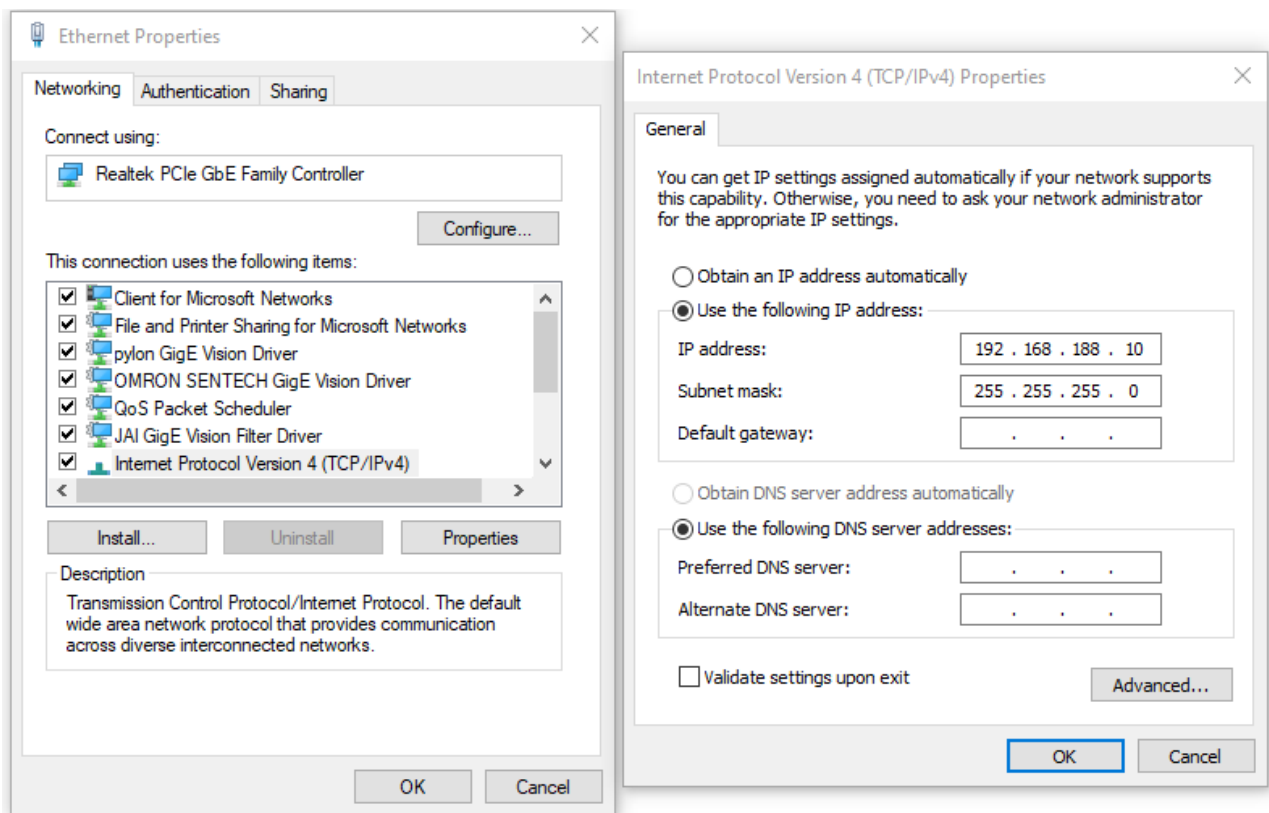 Ethernet Properties
Networking
Authentication
Sharing
Connect using:
Realtek PCIe GbE Family Controller
Configure...
This connection uses the following items:
Client for Microsoft Networks
File and Printer Sharing for Microsoft Networks
pylon GigE Vision Driver
OMRON SENTECH GigE Vision Driver
QoS Packet Scheduler
JAI GigE Vision Filter Driver
Internet Protocol Version 4 (TCP/IPv4)
Install...
Uninstall
Properties
Description
Transmission Control Protocol/Internet Protocol. The default
wide area network protocol that provides communication
across diverse interconnected networks.
OK
Cancel
Internet Protocol Version 4 (TCP/IPv4) Properties
General
You can get IP settings assigned automatically if your network supports
this capability. Otherwise, you need to ask your network administrator
for the appropriate IP settings.
Obtain an IP address automatically
Use the following IP address:
IP address:
192 . 168 . 188 . 10
Subnet mask:
255 . 255 . 255 . 0
Default gateway:
. . .
Obtain DNS server address automatically
Use the following DNS server addresses:
Preferred DNS server:
. . .
Alternate DNS server:
. . .
Validate settings upon exit
Advanced...
OK
Cancel